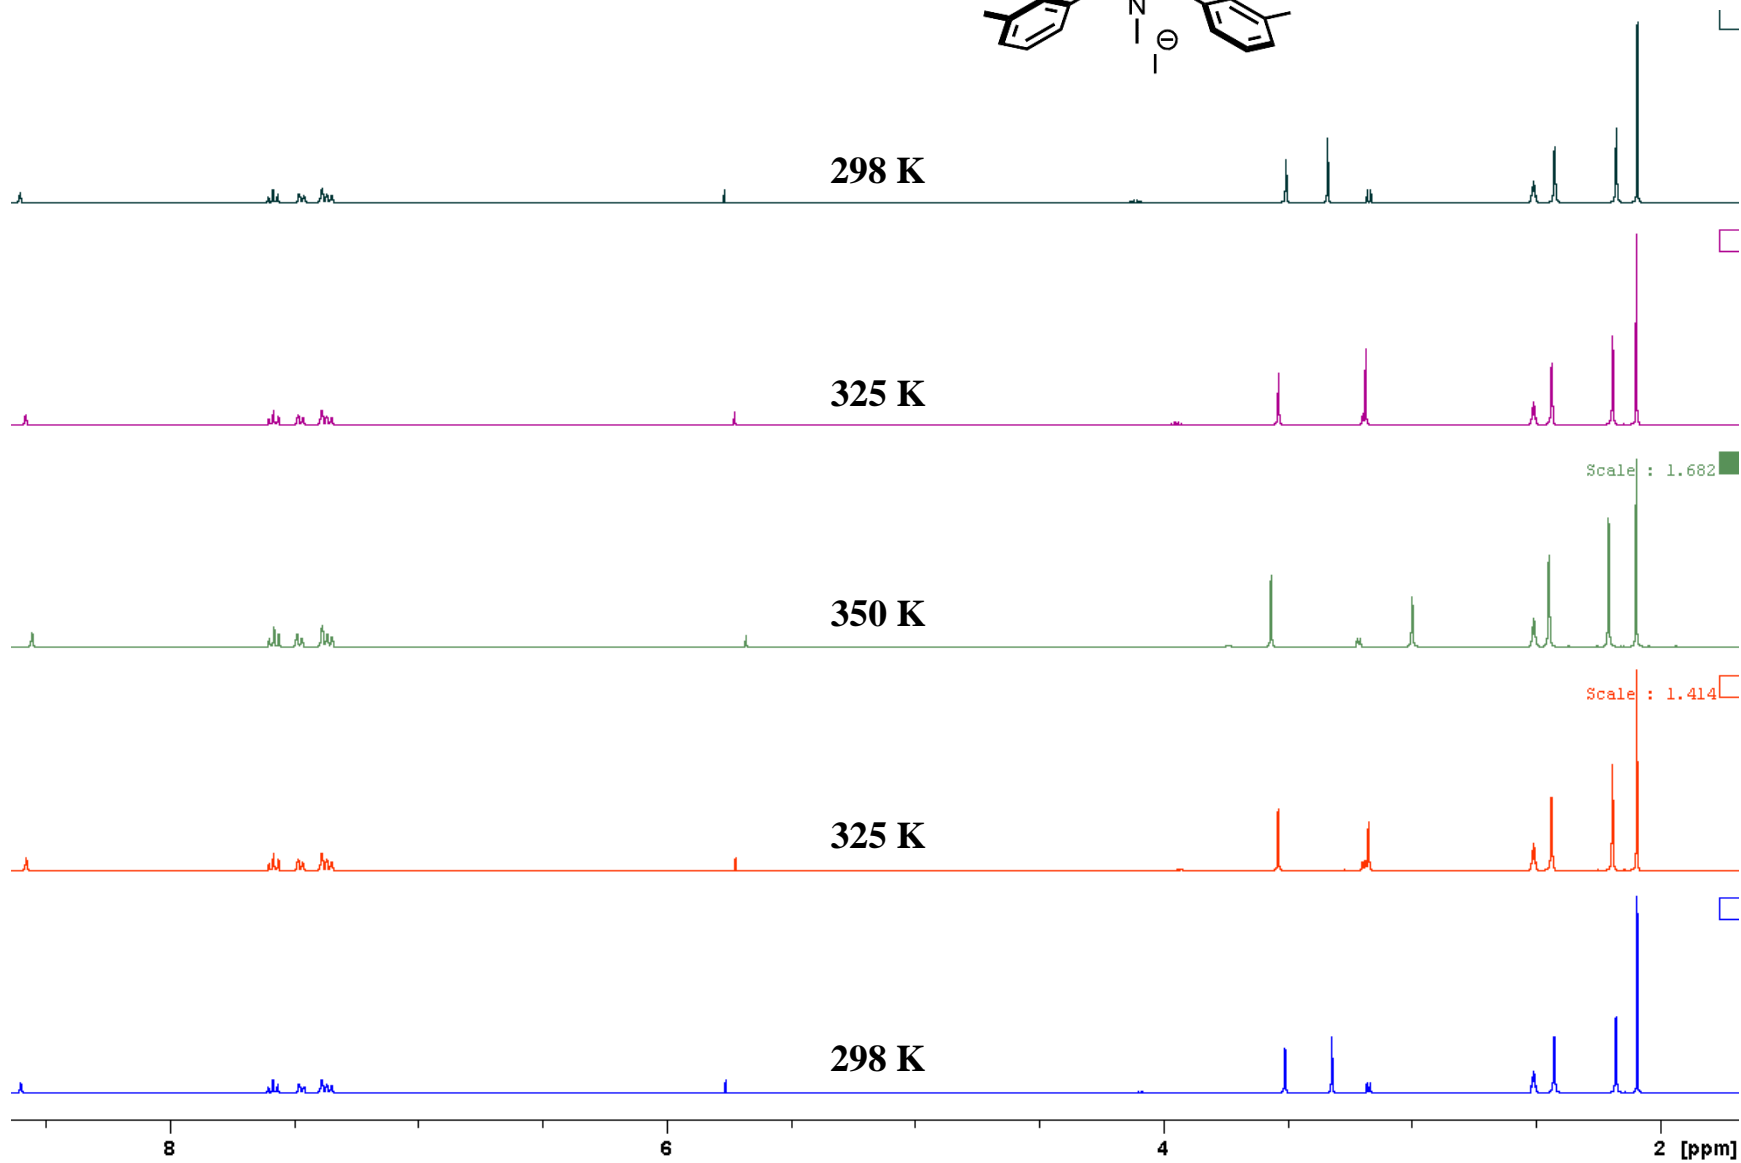 N
⊖
I
298 K
325 K
Scale : 1.682
350 K
Scale : 1.414
325 K
298 K
8 6 4 2 [ppm]